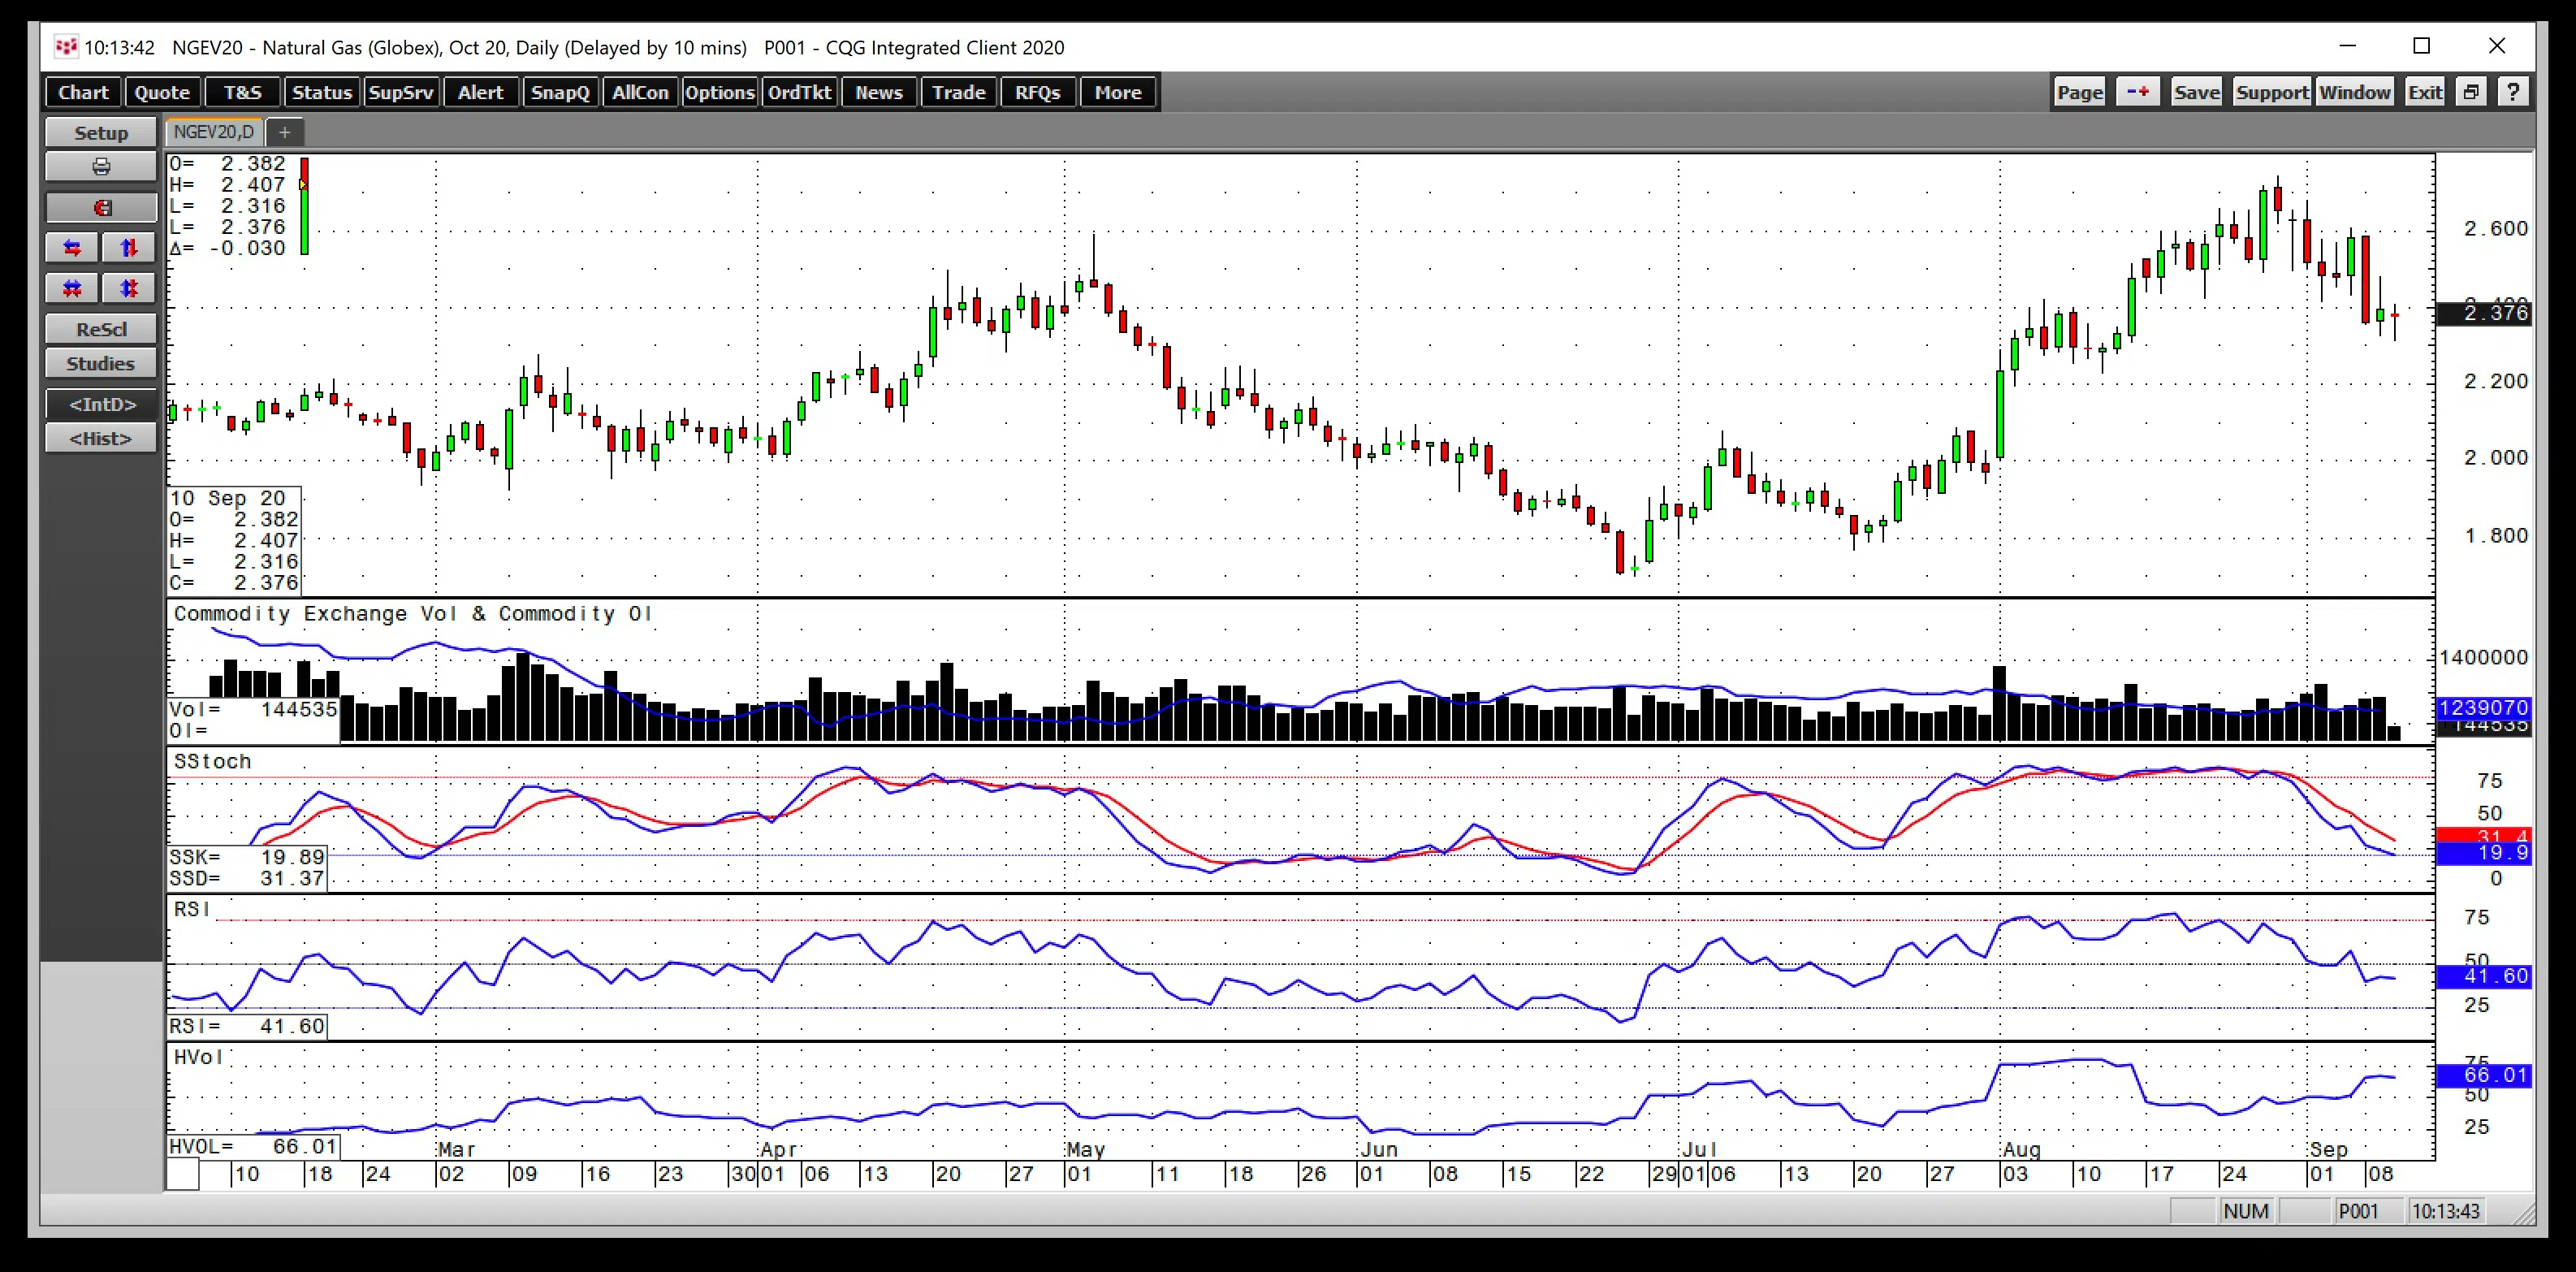 10:13:42 NGEV20 - Natural Gas (Globex), Oct 20, Daily (Delayed by 10 mins) P001 - CQG Integrated Client 2020
Chart Quote T&S Status SupSrv Alert SnapQ AllCon Options OrdTkt News Trade RFQs More Page -+ Save Support Window Exit ?
Setup
NGEV20,D +
ReScl
Studies
<IntD>
<Hist>
O= 2.382
H= 2.407
L= 2.316
L= 2.376
Δ= -0.030
2.600
2.376
2.200
2.000
1.800
10 Sep 20
O= 2.382
H= 2.407
L= 2.316
C= 2.376
Commodity Exchange Vol & Commodity OI
1400000
1239070
144535
Vol= 144535
OI=
SStoch
75
50
31.4
19.9
0
SSK= 19.89
SSD= 31.37
RSI
75
50
41.60
25
RSI= 41.60
HVol
75
66.01
50
25
HVOL= 66.01
Mar Apr May Jun Jul Aug Sep
10 18 24 02 09 16 23 30 01 06 13 20 27 01 11 18 26 01 08 15 22 29 01 06 13 20 27 03 10 17 24 01 08
NUM P001 10:13:43